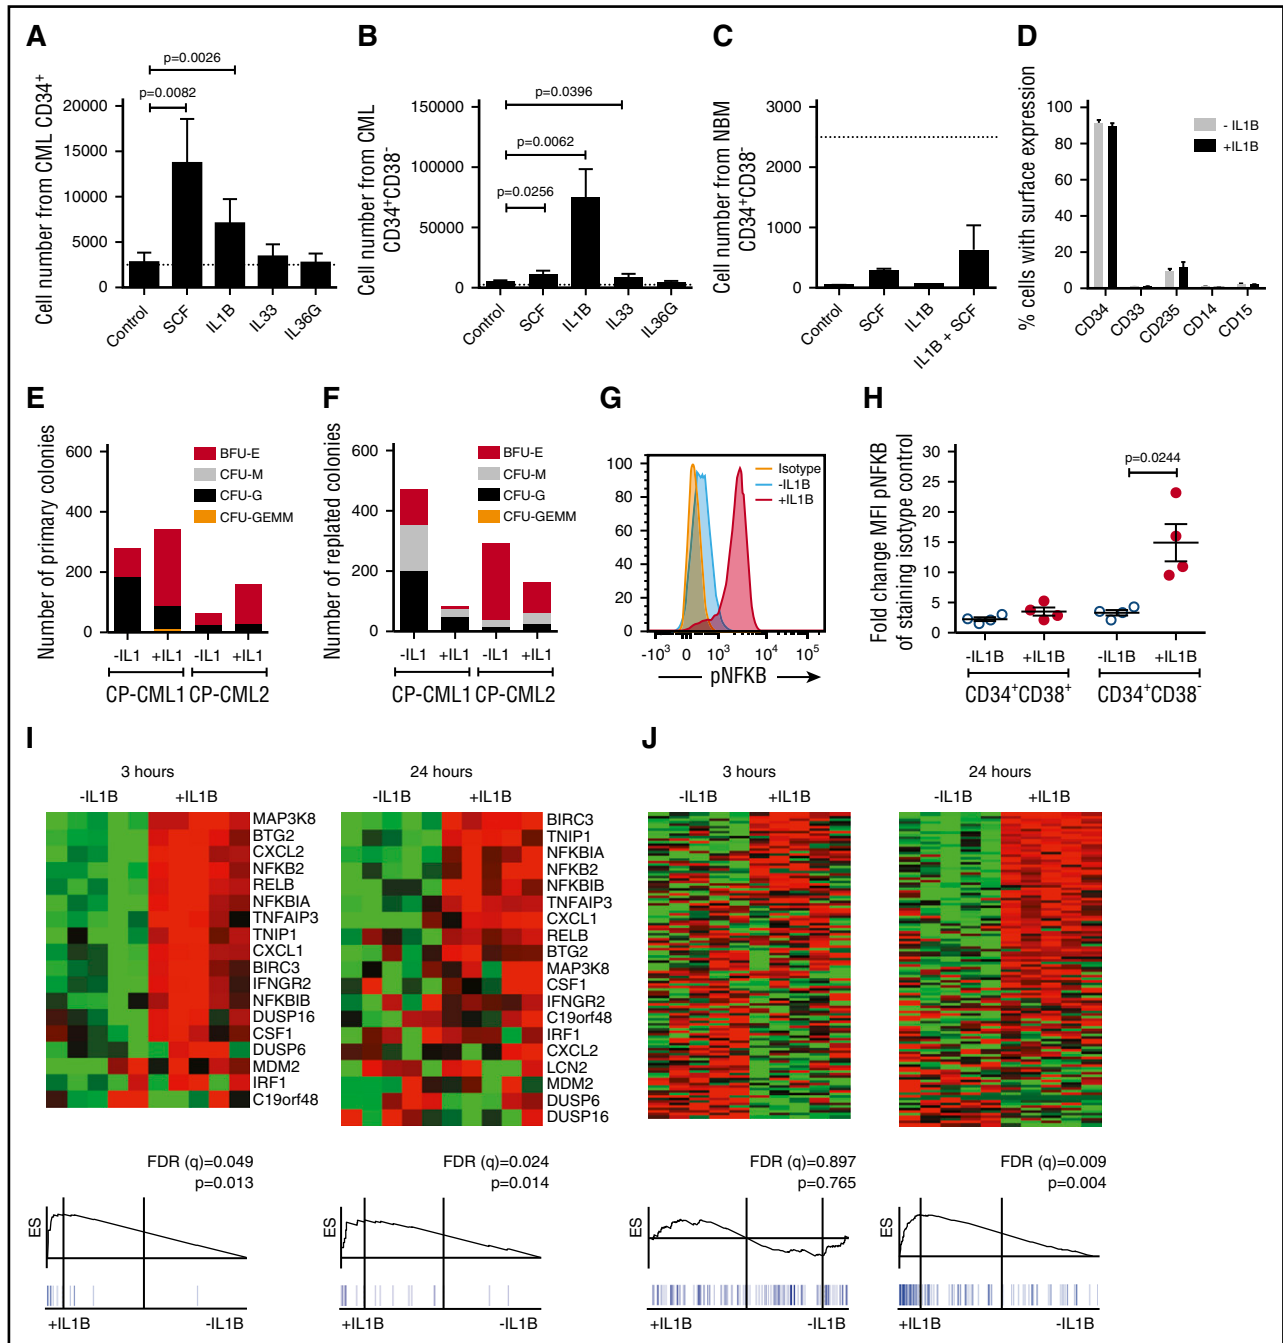 A
p=0.0026
p=0.0082
Cell number from CML CD34+
20000
15000
10000
5000
0
Control
SCF
IL1B
IL33
IL36G
B
p=0.0396
p=0.0062
p=0.0256
Cell number from CML
CD34+CD38-
150000
100000
50000
0
Control
SCF
IL1B
IL33
IL36G
C
Cell number from NBM
CD34+CD38-
3000
2000
1000
0
Control
SCF
IL1B
IL1B + SCF
D
% cells with surface expression
100
80
60
40
20
0
- IL1B
+IL1B
CD34
CD33
CD235
CD14
CD15
E
Number of primary colonies
600
400
200
0
BFU-E
CFU-M
CFU-G
CFU-GEMM
-IL1 +IL1 -IL1 +IL1
CP-CML1 CP-CML2
F
Number of replated colonies
600
400
200
0
BFU-E
CFU-M
CFU-G
CFU-GEMM
-IL1 +IL1 -IL1 +IL1
CP-CML1 CP-CML2
G
100
80
60
40
20
0
Isotype
-IL1B
+IL1B
-10³ 0 10³ 10⁴ 10⁵
pNFKB
H
Fold change MFI pNFKB
of staining isotype control
30
25
20
15
10
5
0
p=0.0244
-IL1B +IL1B -IL1B +IL1B
CD34+CD38+ CD34+CD38-
I
3 hours
-IL1B +IL1B
MAP3K8
BTG2
CXCL2
NFKB2
RELB
NFKBIA
TNFAIP3
TNIP1
CXCL1
BIRC3
IFNGR2
NFKBIB
DUSP16
CSF1
DUSP6
MDM2
IRF1
C19orf48
FDR (q)=0.049
p=0.013
ES
+IL1B -IL1B
24 hours
-IL1B +IL1B
BIRC3
TNIP1
NFKBIA
NFKB2
NFKBIB
TNFAIP3
CXCL1
RELB
BTG2
MAP3K8
CSF1
IFNGR2
C19orf48
IRF1
CXCL2
LCN2
MDM2
DUSP6
DUSP16
FDR (q)=0.024
p=0.014
ES
+IL1B -IL1B
J
3 hours
-IL1B +IL1B
FDR (q)=0.897
p=0.765
ES
+IL1B -IL1B
24 hours
-IL1B +IL1B
FDR (q)=0.009
p=0.004
ES
+IL1B -IL1B